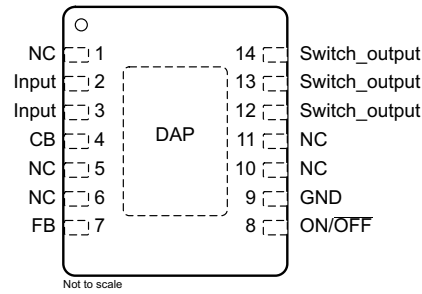 NC 1 14 Switch_output
Input 2 13 Switch_output
Input 3 12 Switch_output
CB 4 DAP 11 NC
NC 5 10 NC
NC 6 9 GND
FB 7 8 ON/OFF
Not to scale